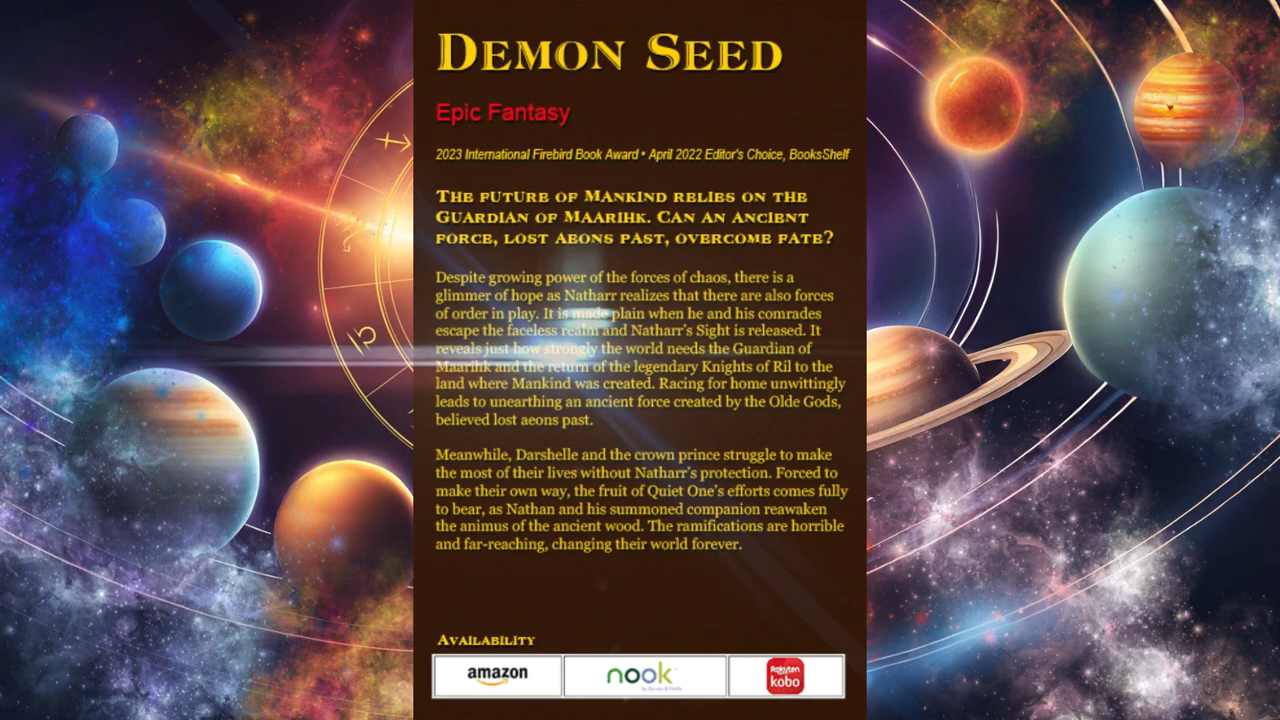 Demon Seed
Epic Fantasy
2023 International Firebird Book Award • April 2022 Editor's Choice, BooksShelf
The future of Mankind relies on the
Guardian of Maarihk. Can an ancient
force, lost aeons past, overcome fate?
Despite growing power of the forces of chaos, there is a
glimmer of hope as Natharr realizes that there are also forces
of order in play. It is made plain when he and his comrades
escape the faceless realm and Natharr's Sight is released. It
reveals just how strongly the world needs the Guardian of
Maarihk and the return of the legendary Knights of Ril to the
land where Mankind was created. Racing for home unwittingly
leads to unearthing an ancient force created by the Olde Gods,
believed lost aeons past.
Meanwhile, Darshelle and the crown prince struggle to make
the most of their lives without Natharr's protection. Forced to
make their own way, the fruit of Quiet One's efforts comes fully
to bear, as Nathan and his summoned companion reawaken
the animus of the ancient wood. The ramifications are horrible
and far-reaching, changing their world forever.
Availability
amazon
nook
by Barnes & Noble
Rakuten
kobo